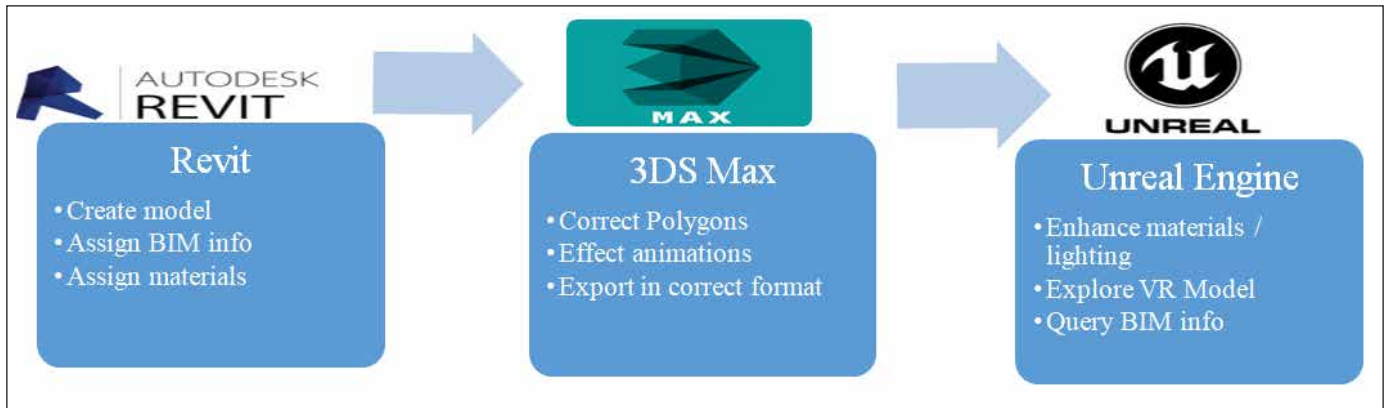 AUTODESK
REVIT
Revit
• Create model
• Assign BIM info
• Assign materials
MAX
3DS Max
• Correct Polygons
• Effect animations
• Export in correct format
UNREAL
Unreal Engine
• Enhance materials /
lighting
• Explore VR Model
• Query BIM info